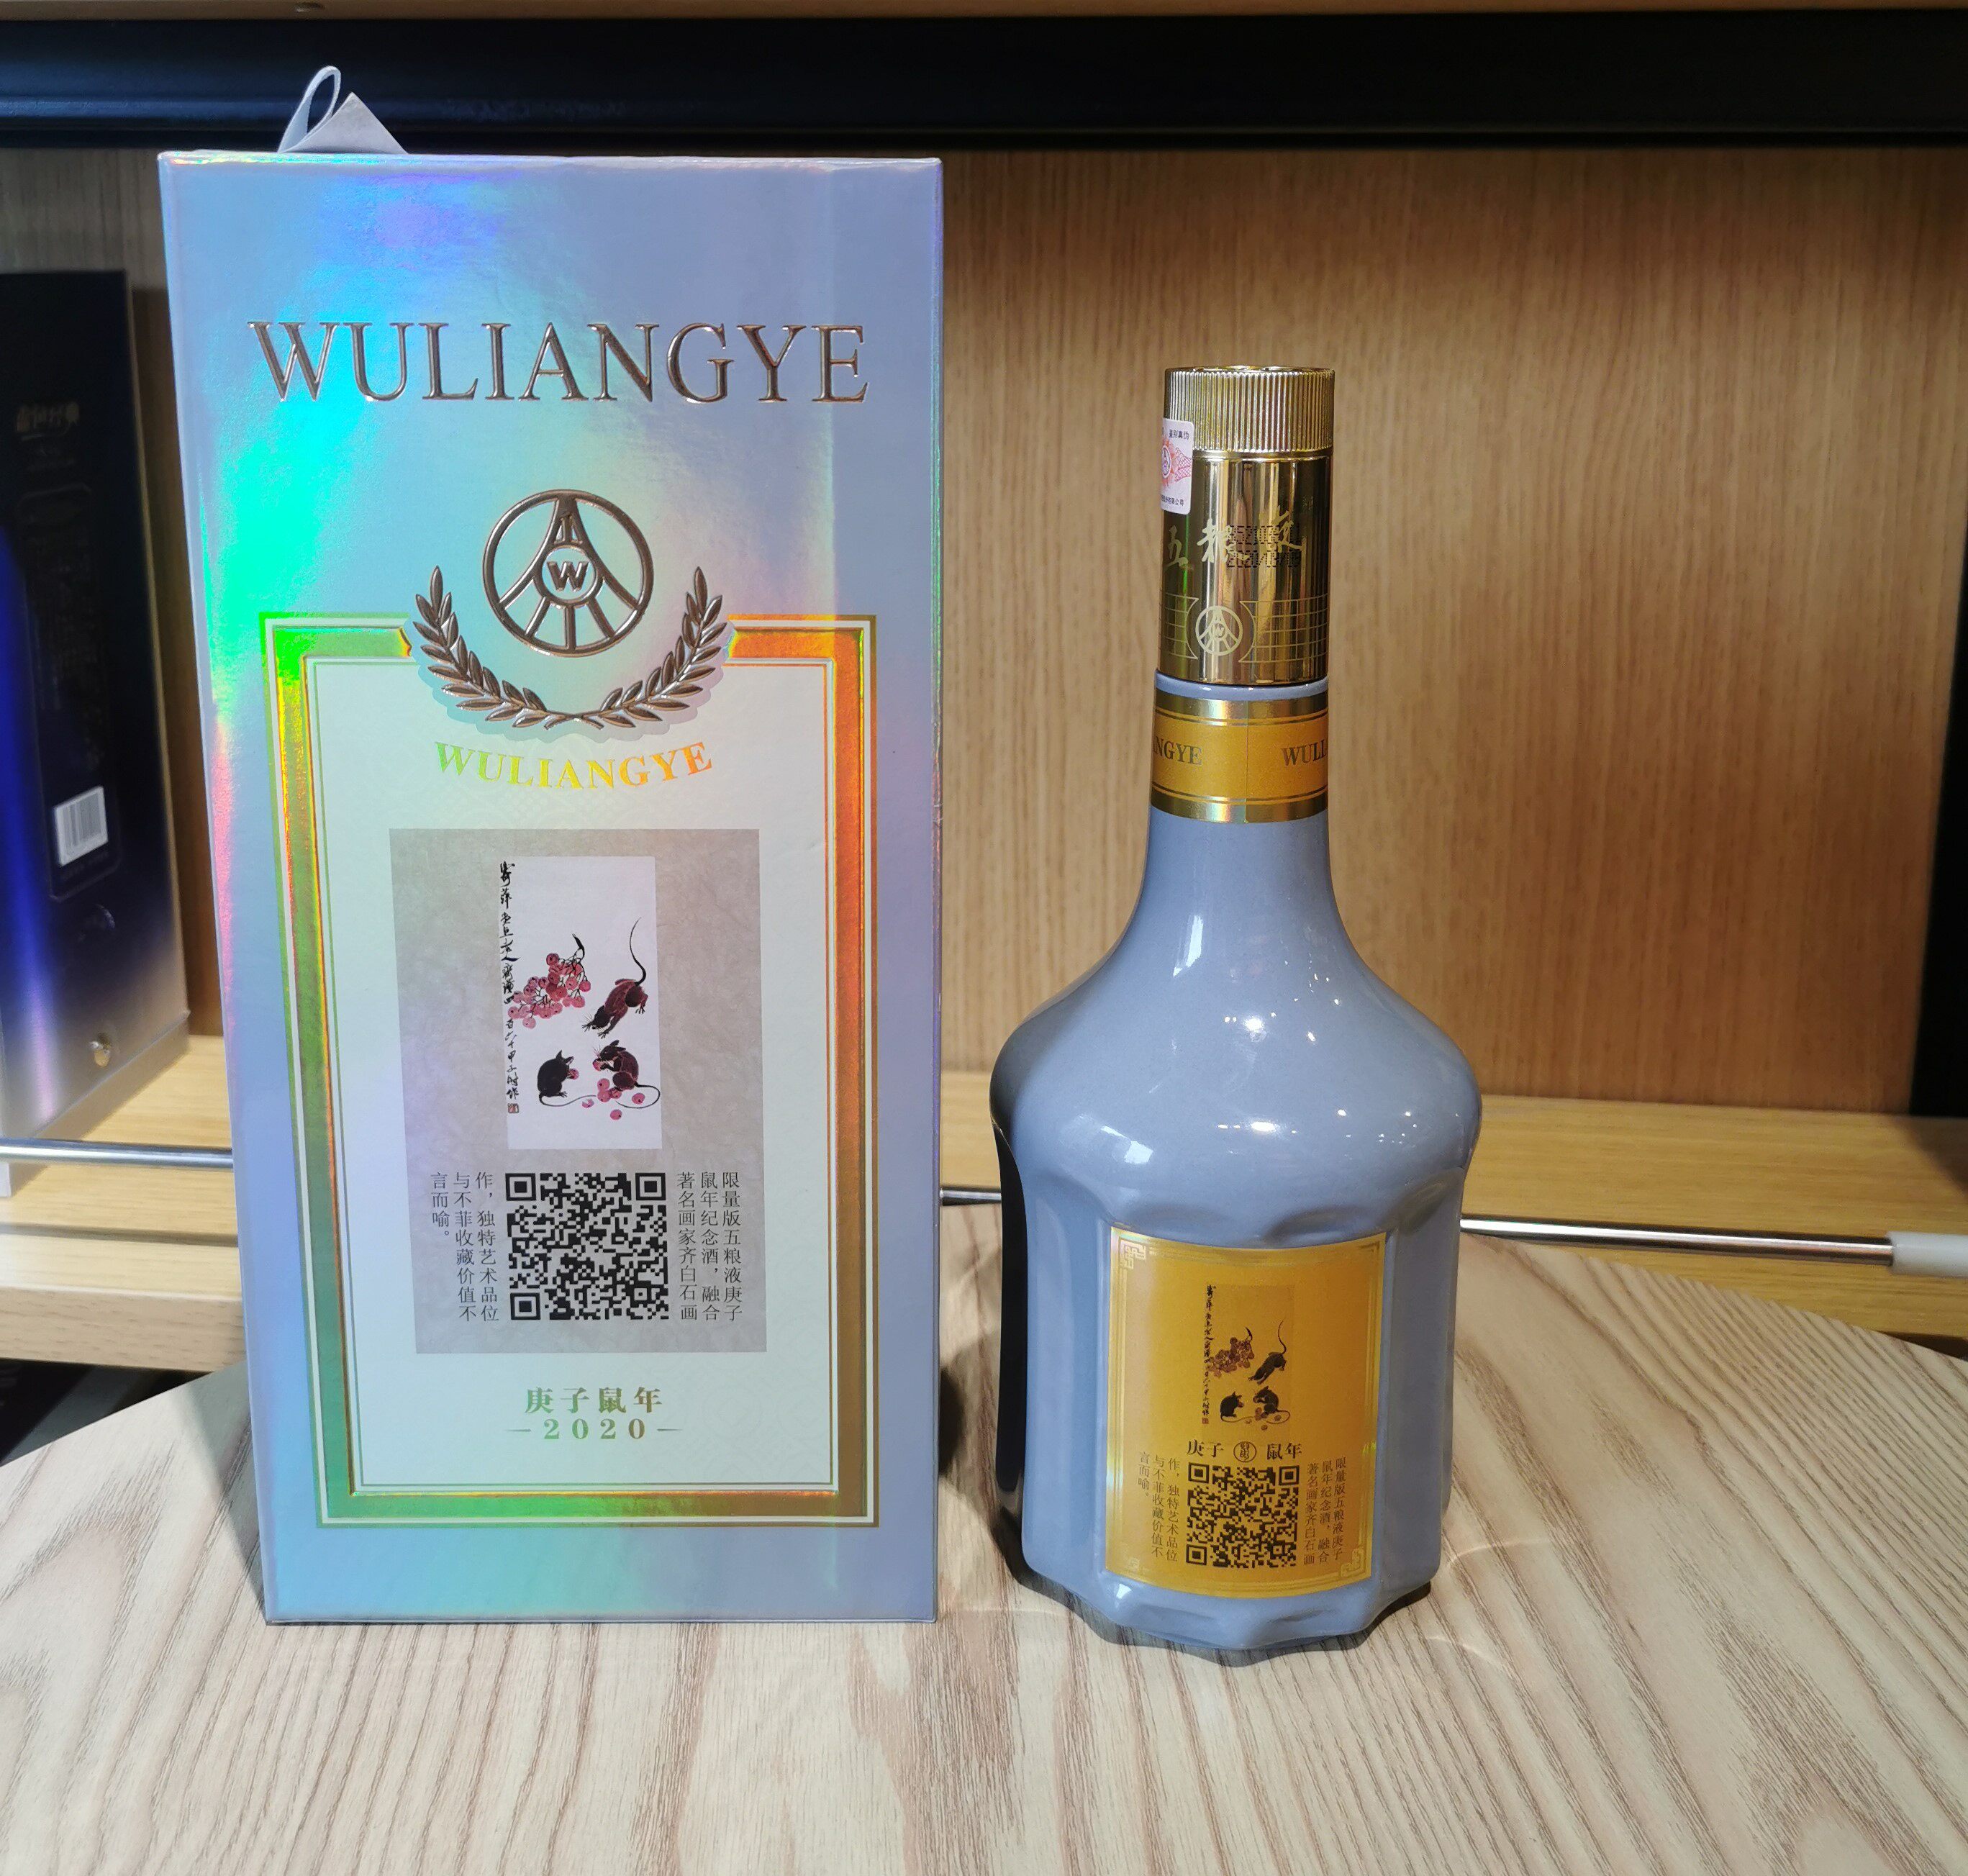 WULIANGYE
W
WULIANGYE
限量版五粮液庚子
鼠年纪念酒，融合
著名画家齐白石画
作，独特艺术品位
与不菲收藏价值不
言而喻。
庚子鼠年
2020
五粮液
W
NGYE
WULL
庚子 鼠年
限量版五粮液庚子
鼠年纪念酒，融合
著名画家齐白石画
作，独特艺术品位
与不菲收藏价值不
言而喻。